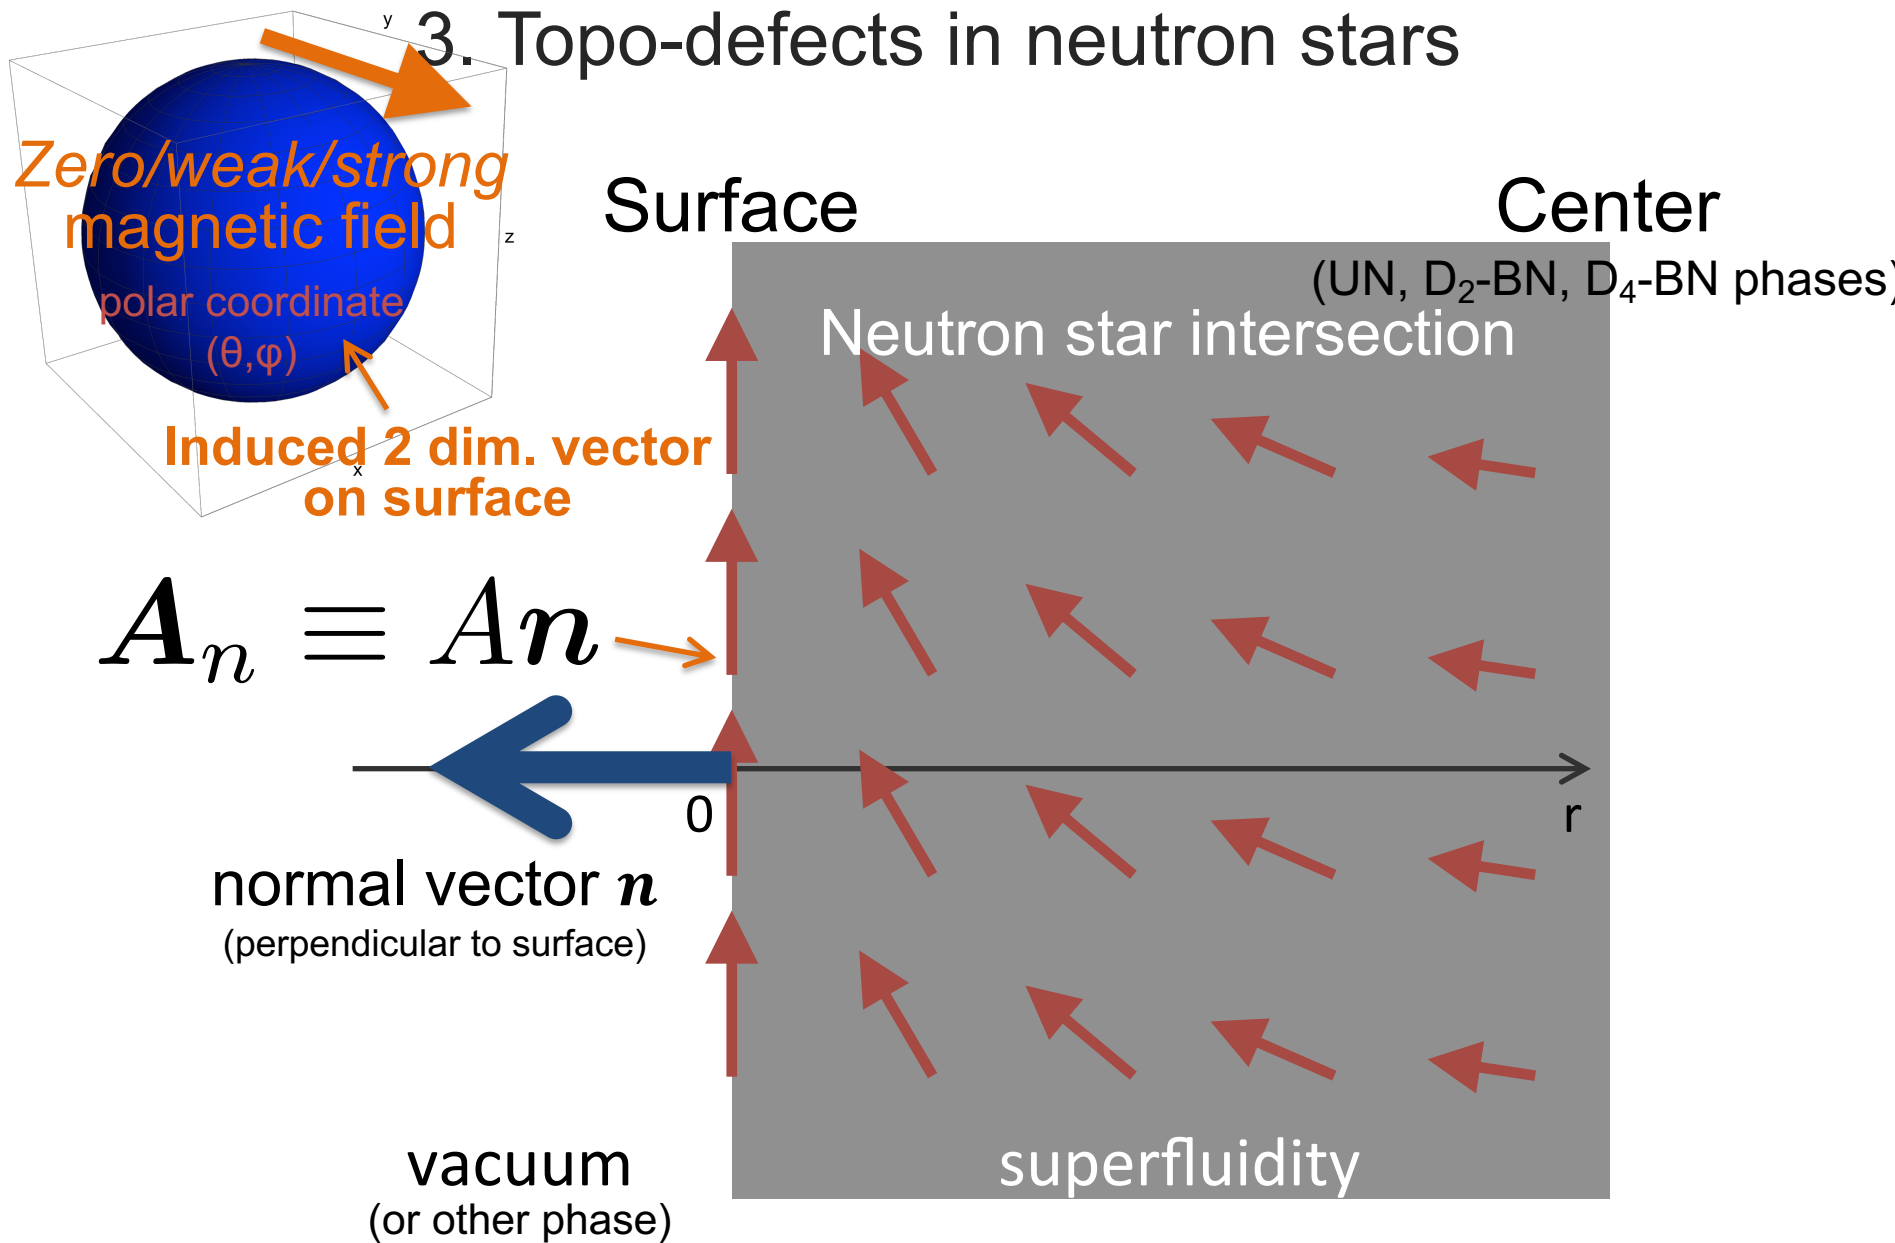 3. Topo-defects in neutron stars
y
Zero/weak/strong
magnetic field
z
polar coordinate
(θ,φ)
Induced 2 dim. vector
x
on surface
Surface
Center
(UN, D₂-BN, D₄-BN phases)
Neutron star intersection
𝑨ₙ ≡ A𝒏
0
r
normal vector 𝒏
(perpendicular to surface)
vacuum
(or other phase)
superfluidity